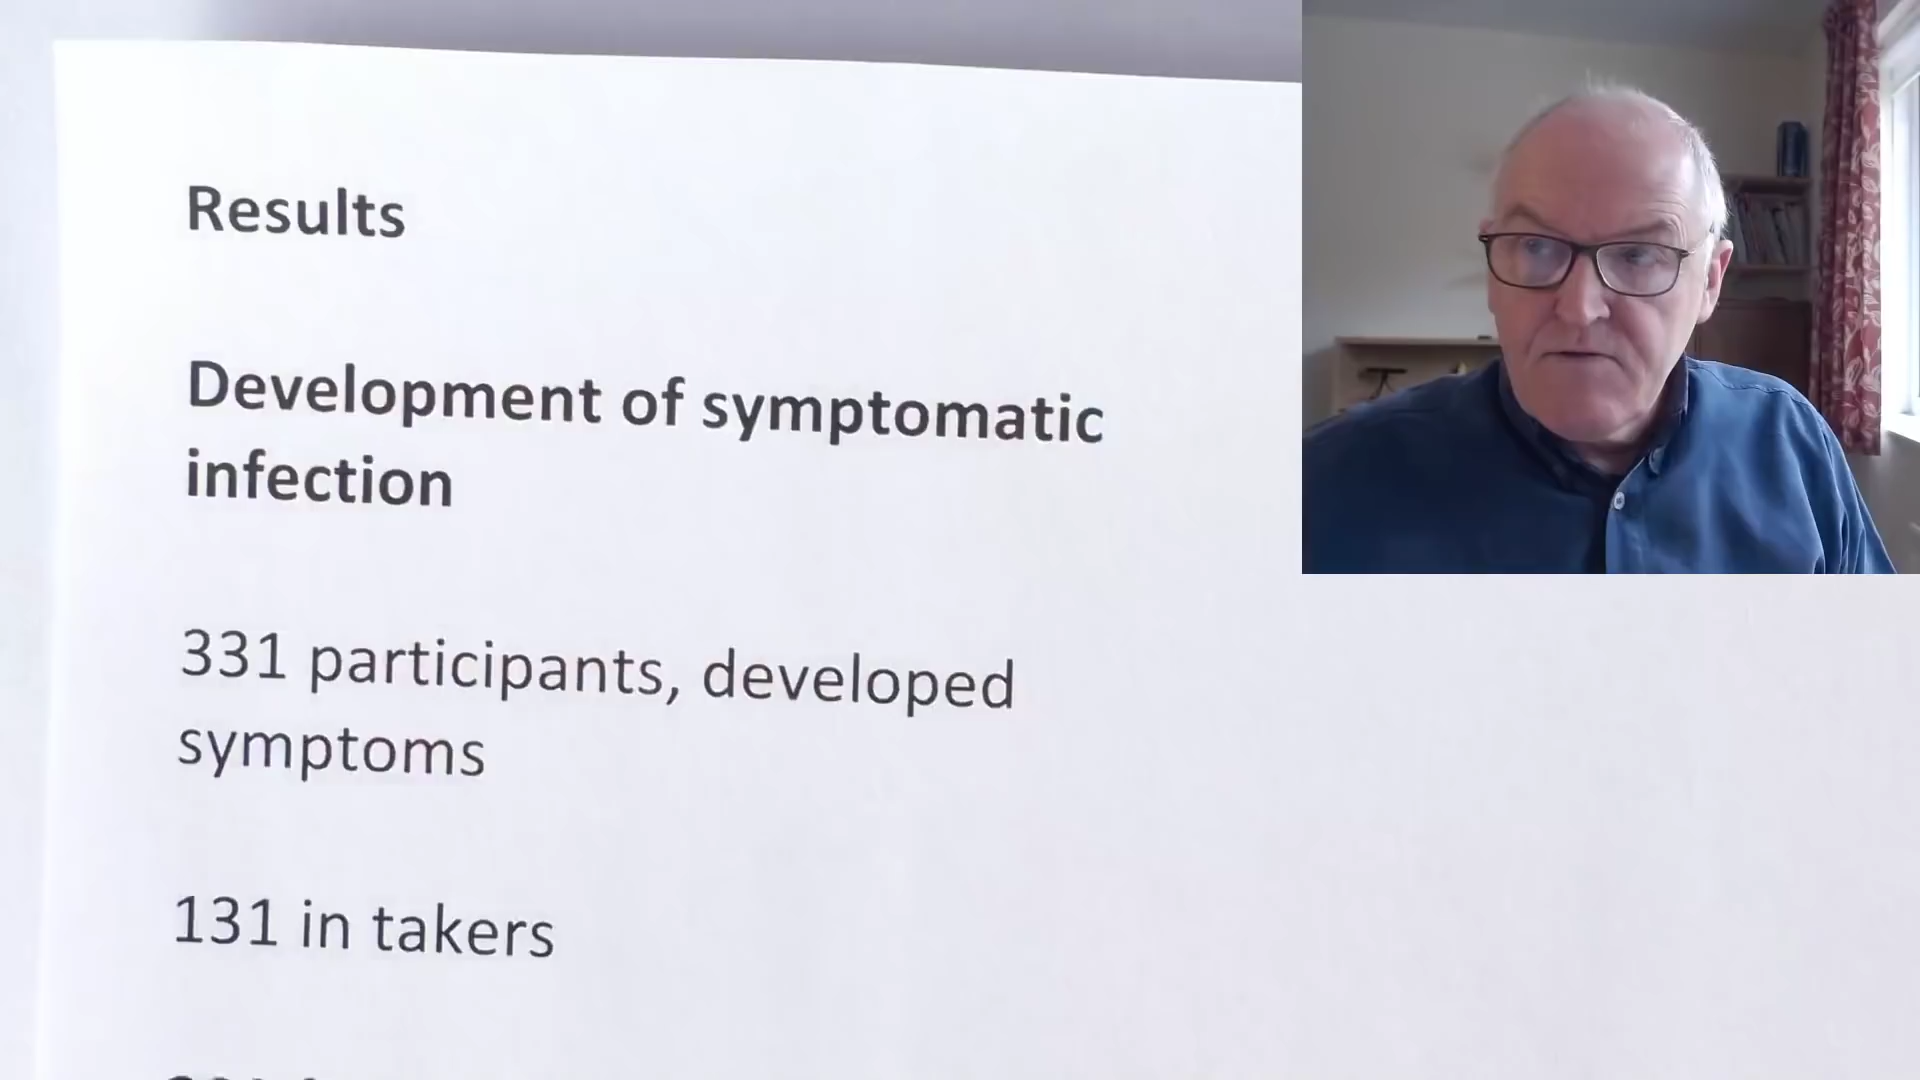 Results
Development of symptomatic
infection
331 participants, developed
symptoms
131 in takers